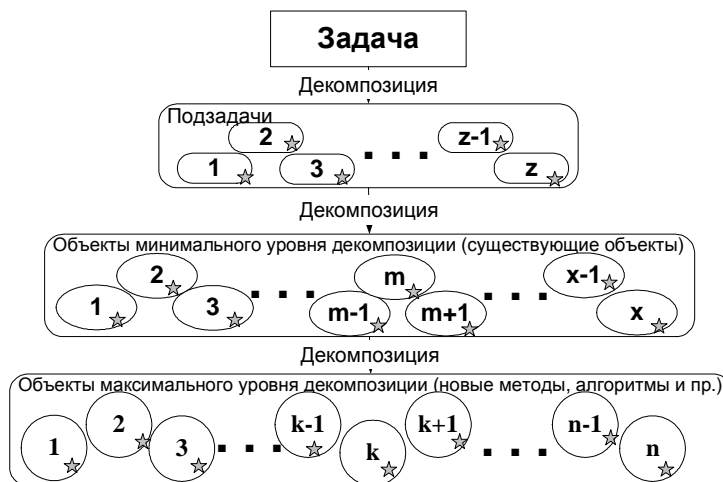 Задача
Декомпозиция
Подзадачи
1 2 3 . . . z-1 z
Декомпозиция
Объекты минимального уровня декомпозиции (существующие объекты)
1 2 3 . . . m-1 m m+1 . . . x-1 x
Декомпозиция
Объекты максимального уровня декомпозиции (новые методы, алгоритмы и пр.)
1 2 3 . . . k-1 k k+1 . . . n-1 n